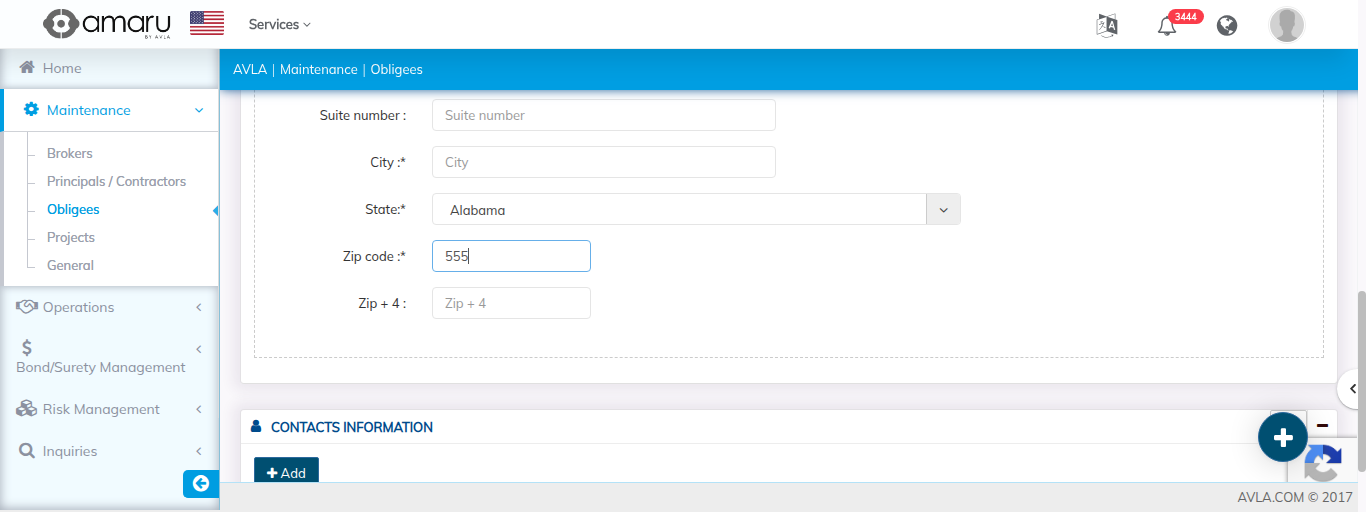 amaru
BY AVLA
Services
3444
Home
AVLA | Maintenance | Obligees
Maintenance
Brokers
Principals / Contractors
Obligees
Projects
General
Operations
$
Bond/Surety Management
Risk Management
Inquiries
Suite number :
Suite number
City :*
City
State:*
Alabama
Zip code :*
555
Zip + 4 :
Zip + 4
CONTACTS INFORMATION
Add
AVLA.COM © 2017